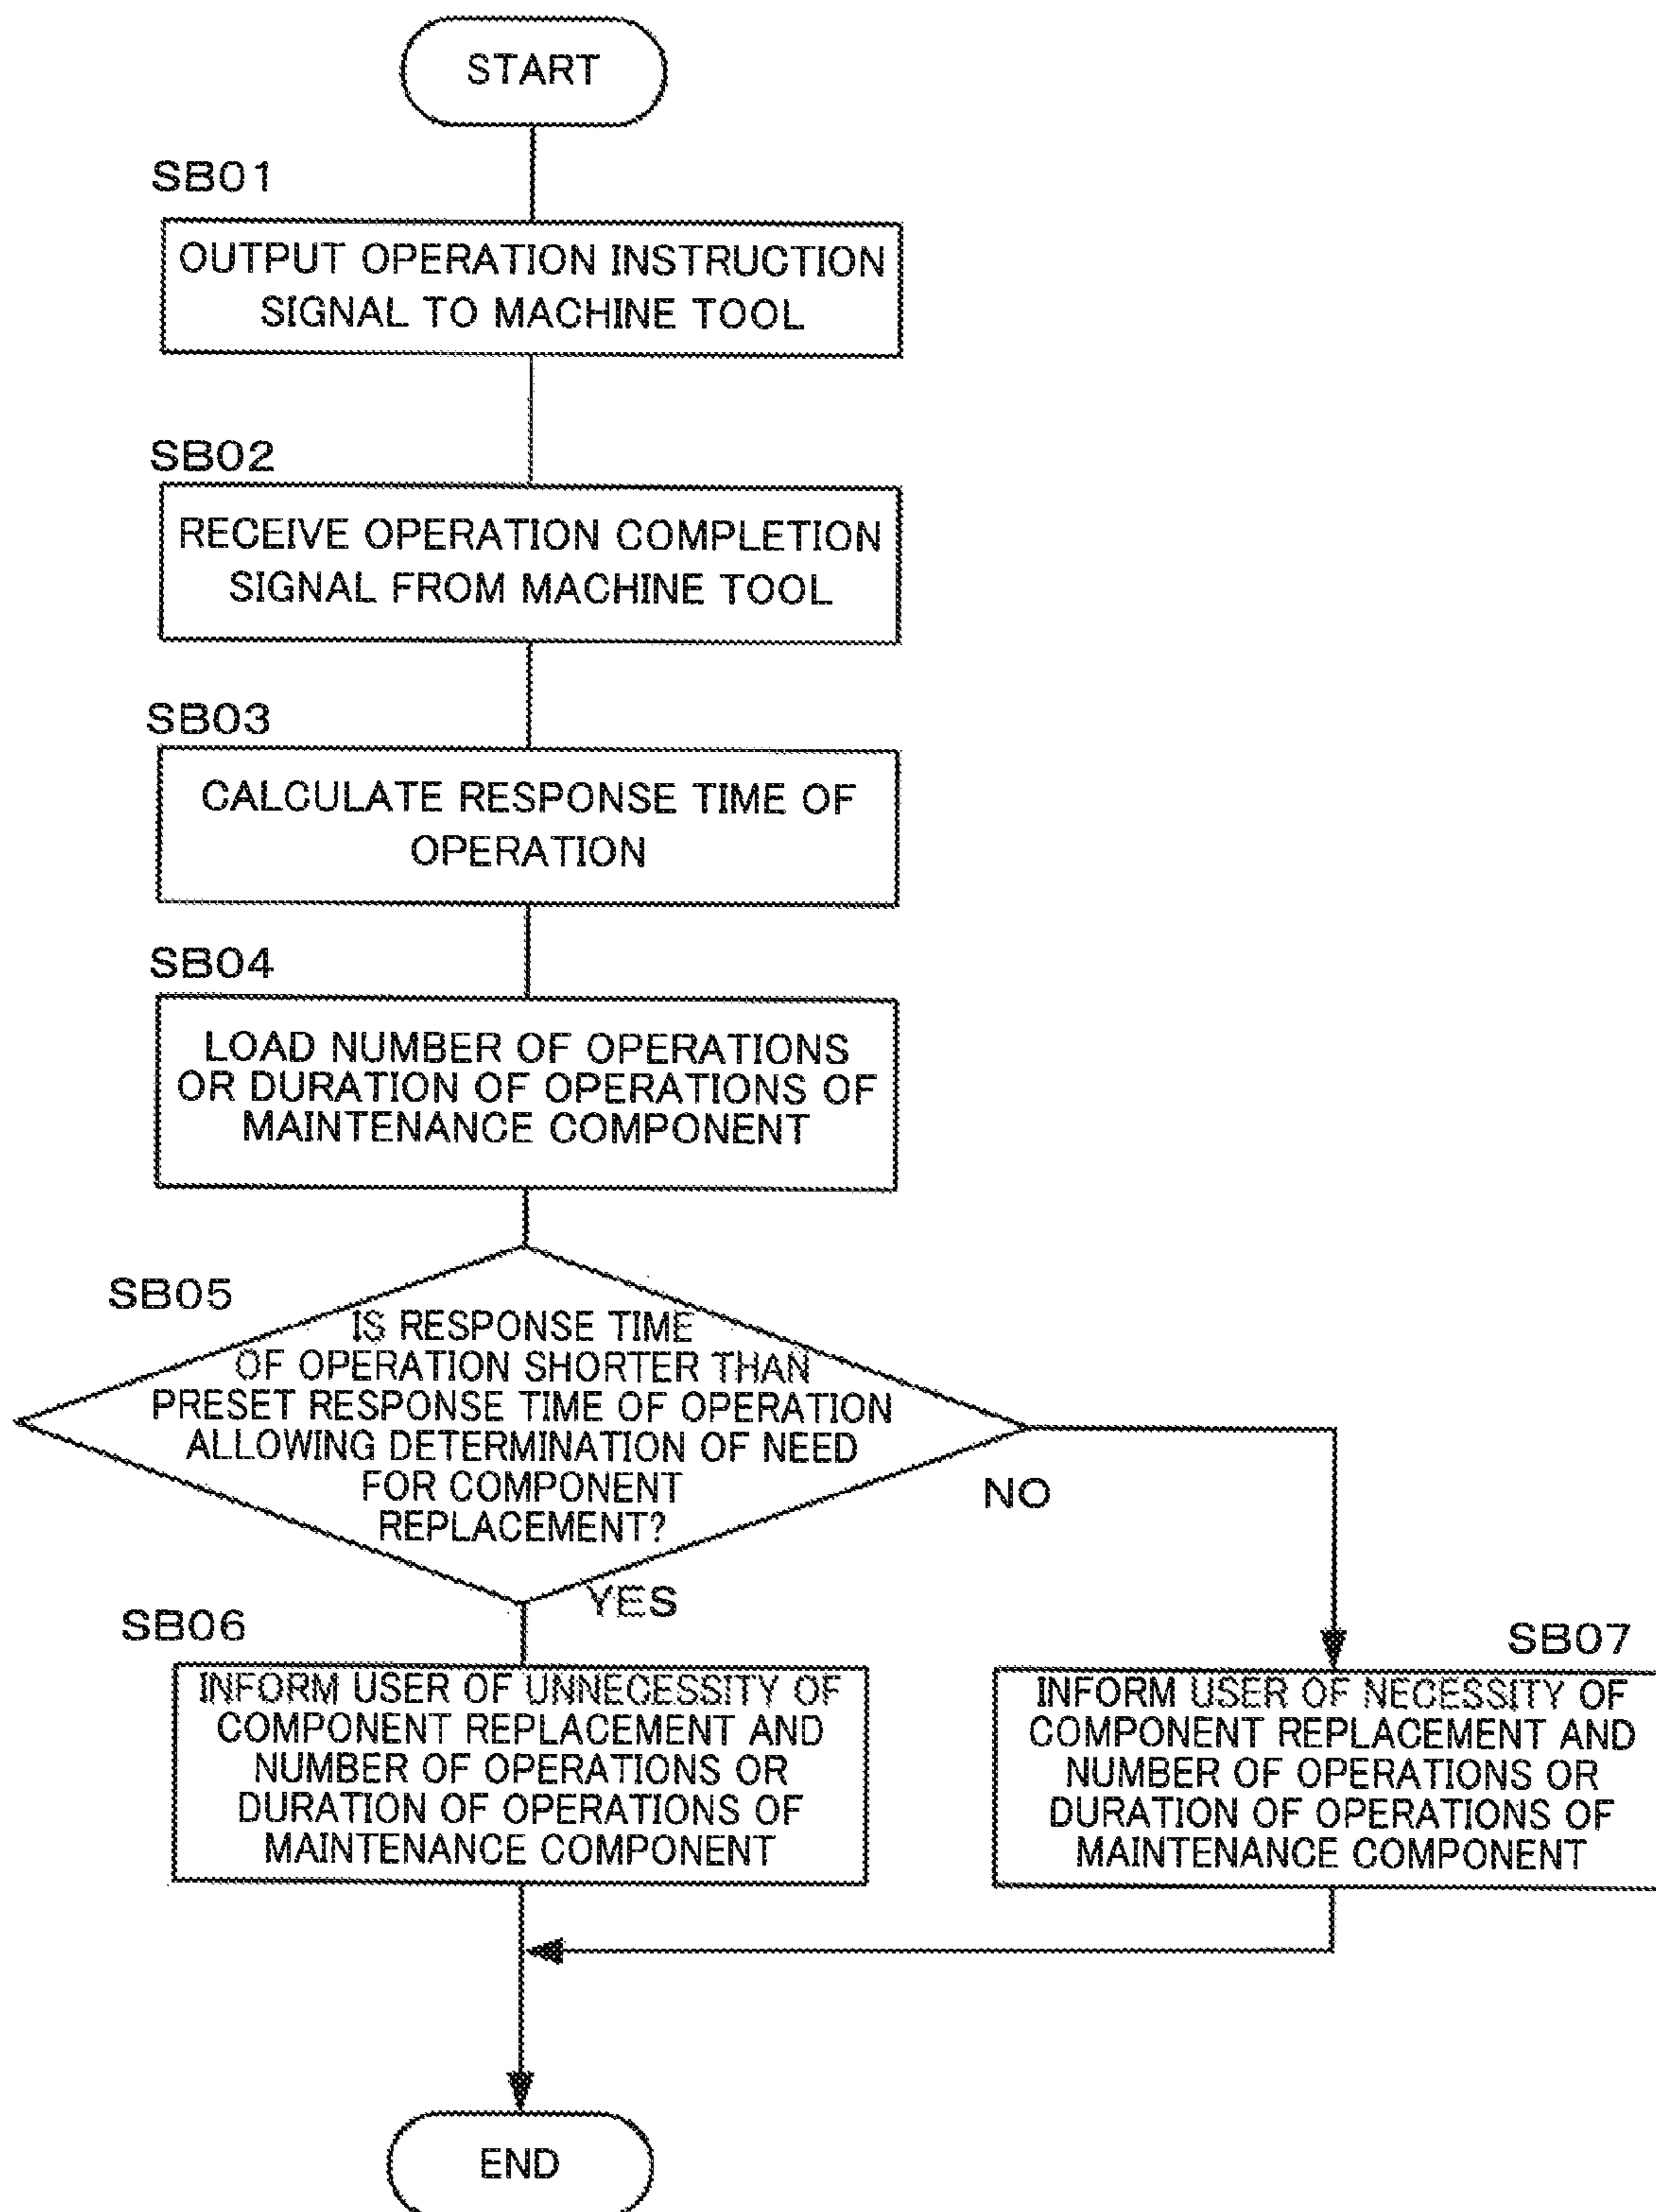 START
SB01
OUTPUT OPERATION INSTRUCTION
SIGNAL TO MACHINE TOOL
SB02
RECEIVE OPERATION COMPLETION
SIGNAL FROM MACHINE TOOL
SB03
CALCULATE RESPONSE TIME OF
OPERATION
SB04
LOAD NUMBER OF OPERATIONS
OR DURATION OF OPERATIONS OF
MAINTENANCE COMPONENT
SB05
IS RESPONSE TIME
OF OPERATION SHORTER THAN
PRESET RESPONSE TIME OF OPERATION
ALLOWING DETERMINATION OF NEED
FOR COMPONENT
REPLACEMENT?
NO
YES
SB06
INFORM USER OF UNNECESSITY OF
COMPONENT REPLACEMENT AND
NUMBER OF OPERATIONS OR
DURATION OF OPERATIONS OF
MAINTENANCE COMPONENT
SB07
INFORM USER OF NECESSITY OF
COMPONENT REPLACEMENT AND
NUMBER OF OPERATIONS OR
DURATION OF OPERATIONS OF
MAINTENANCE COMPONENT
END